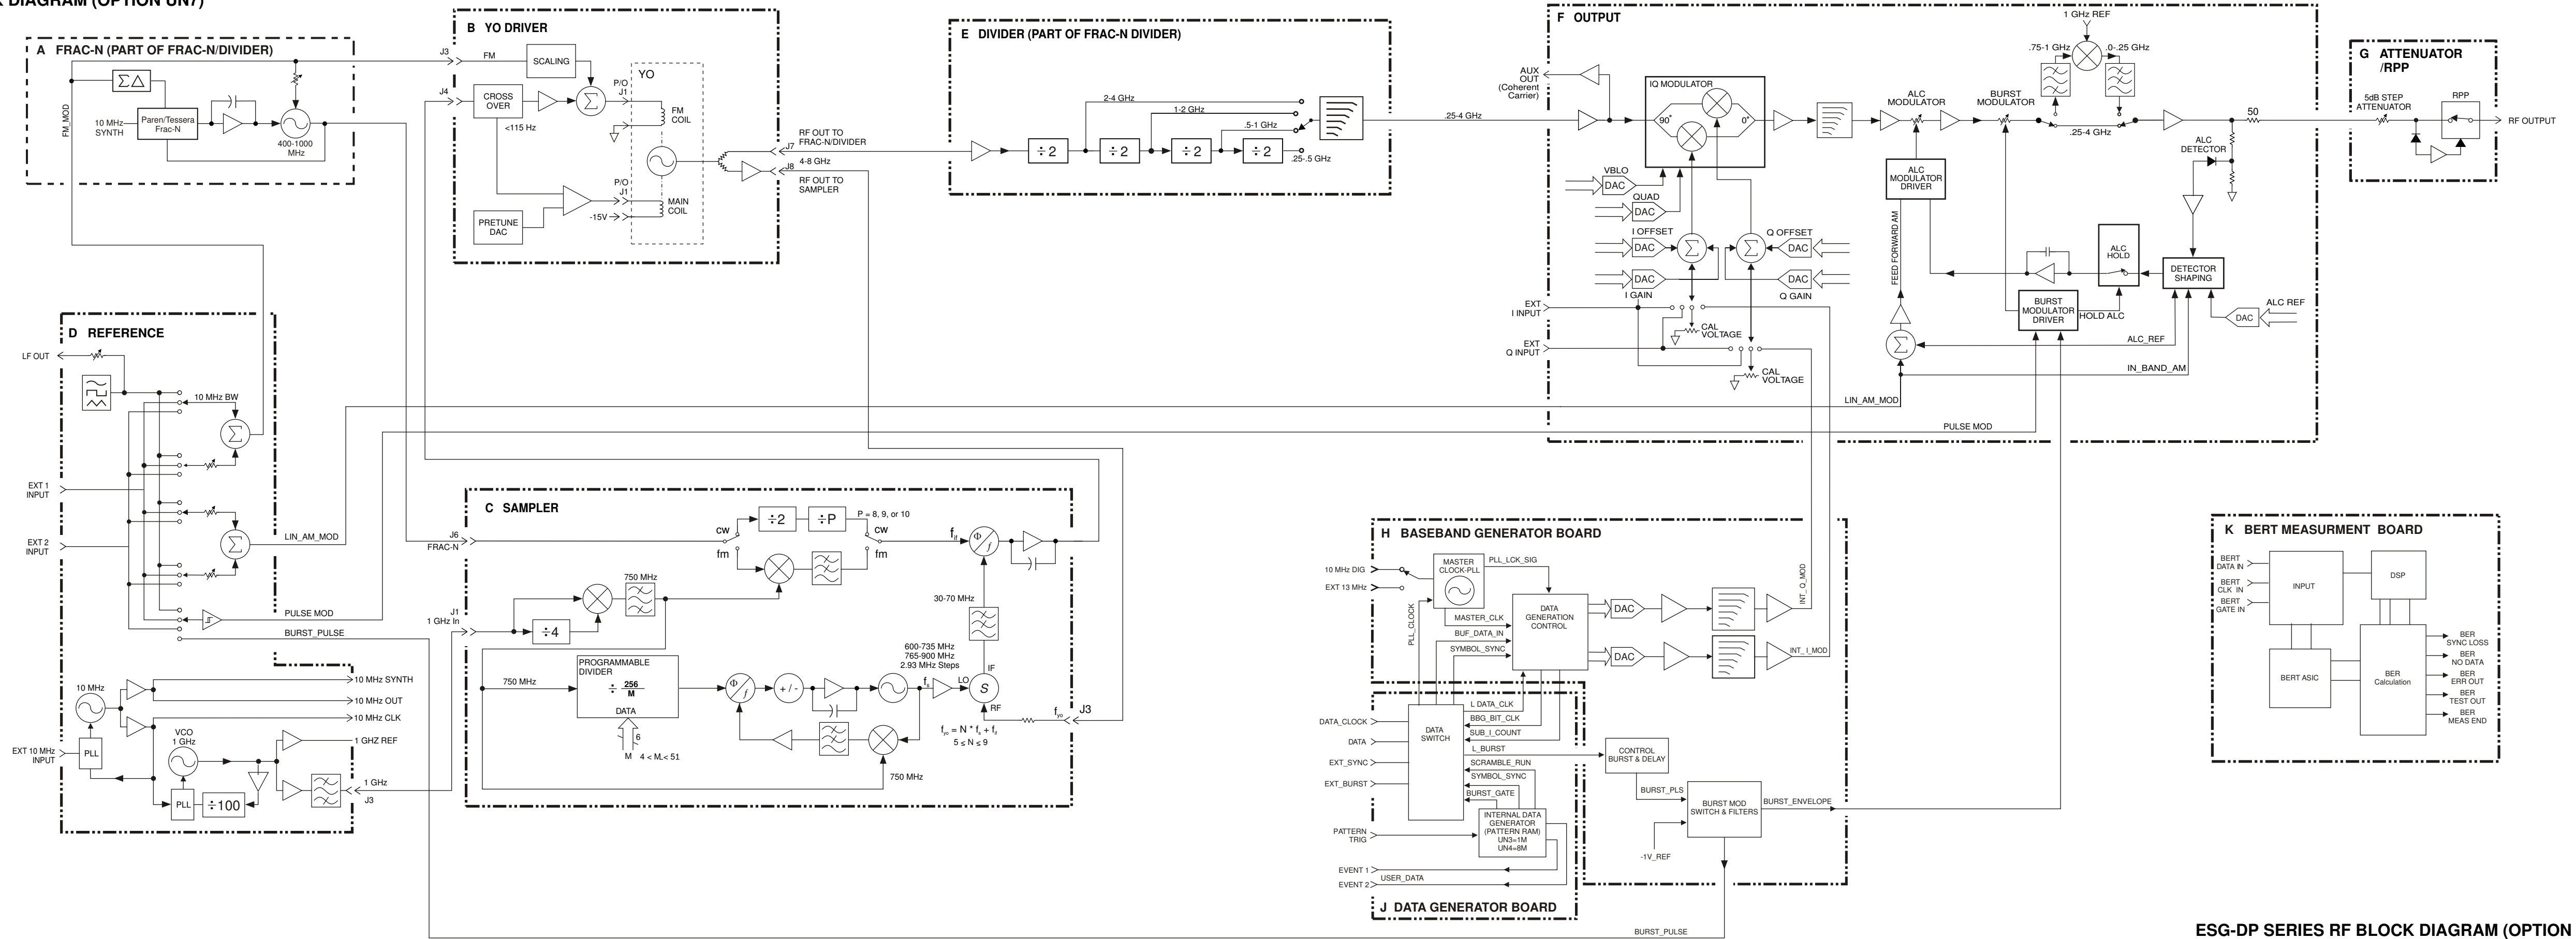 K DIAGRAM (OPTION UN7)
A FRAC-N (PART OF FRAC-N/DIVIDER)
FM_MOD
ΣΔ
10 MHz
SYNTH
Paren/Tessera
Frac-N
400-1000
MHz
J3
J4
B YO DRIVER
FM
SCALING
CROSS
OVER
<115 Hz
Σ
P/O
J1
YO
FM
COIL
P/O
J1
-15V
MAIN
COIL
PRETUNE
DAC
RF OUT TO
FRAC-N/DIVIDER
J7
4-8 GHz
J8
RF OUT TO
SAMPLER
E DIVIDER (PART OF FRAC-N DIVIDER)
2-4 GHz
1-2 GHz
.5-1 GHz
.25-.5 GHz
÷2
÷2
÷2
÷2
.25-4 GHz
F OUTPUT
AUX
OUT
(Coherent
Carrier)
IQ MODULATOR
90°
0°
VBLO
DAC
QUAD
DAC
I OFFSET
DAC
Σ
Σ
Q OFFSET
DAC
DAC
I GAIN
DAC
Q GAIN
EXT
I INPUT
CAL
VOLTAGE
EXT
Q INPUT
CAL
VOLTAGE
1 GHz REF
.75-1 GHz
.0-.25 GHz
ALC
MODULATOR
BURST
MODULATOR
.25-4 GHz
50
ALC
DETECTOR
ALC
MODULATOR
DRIVER
FEED FORWARD AM
ALC
HOLD
DETECTOR
SHAPING
BURST
MODULATOR
DRIVER
HOLD ALC
ALC REF
DAC
Σ
ALC_REF
IN_BAND_AM
LIN_AM_MOD
PULSE MOD
G ATTENUATOR
/RPP
5dB STEP
ATTENUATOR
RPP
RF OUTPUT
D REFERENCE
LF OUT
10 MHz BW
Σ
EXT 1
INPUT
EXT 2
INPUT
Σ
LIN_AM_MOD
PULSE MOD
BURST_PULSE
10 MHz
10 MHz SYNTH
10 MHz OUT
10 MHz CLK
EXT 10 MHz
INPUT
PLL
VCO
1 GHz
1 GHZ REF
PLL
÷100
1 GHz
J3
C SAMPLER
J6
FRAC-N
cw
fm
÷2
÷P
P = 8, 9, or 10
cw
fm
fif
Φ
f
J1
1 GHz In
÷4
750 MHz
30-70 MHz
PROGRAMMABLE
DIVIDER
÷ 256
M
DATA
6
M 4 < M < 51
750 MHz
Φ
f
+ / -
600-735 MHz
765-900 MHz
2.93 MHz Steps
fs
LO
IF
S
RF
fyo
J3
fyo = N * fs + fif
5 ≤ N ≤ 9
750 MHz
H BASEBAND GENERATOR BOARD
10 MHz DIG
EXT 13 MHz
MASTER
CLOCK-PLL
PLL_LCK_SIG
PLL_CLOCK
MASTER_CLK
BUF_DATA_IN
SYMBOL_SYNC
DATA
GENERATION
CONTROL
DAC
DAC
INT_Q_MOD
INT_I_MOD
DATA_CLOCK
DATA
EXT_SYNC
EXT_BURST
DATA
SWITCH
L DATA_CLK
BBG_BIT_CLK
SUB_I_COUNT
L_BURST
SCRAMBLE_RUN
SYMBOL_SYNC
BURST_GATE
CONTROL
BURST & DELAY
BURST_PLS
BURST MOD
SWITCH & FILTERS
BURST_ENVELOPE
-1V_REF
PATTERN
TRIG
INTERNAL DATA
GENERATOR
(PATTERN RAM)
UN3=1M
UN4=8M
EVENT 1
EVENT 2
USER_DATA
J DATA GENERATOR BOARD
BURST_PULSE
K BERT MEASURMENT BOARD
BERT
DATA IN
BERT
CLK IN
BERT
GATE IN
INPUT
DSP
BERT ASIC
BER
Calculation
BER
SYNC LOSS
BER
NO DATA
BER
ERR OUT
BER
TEST OUT
BER
MEAS END
ESG-DP SERIES RF BLOCK DIAGRAM (OPTION